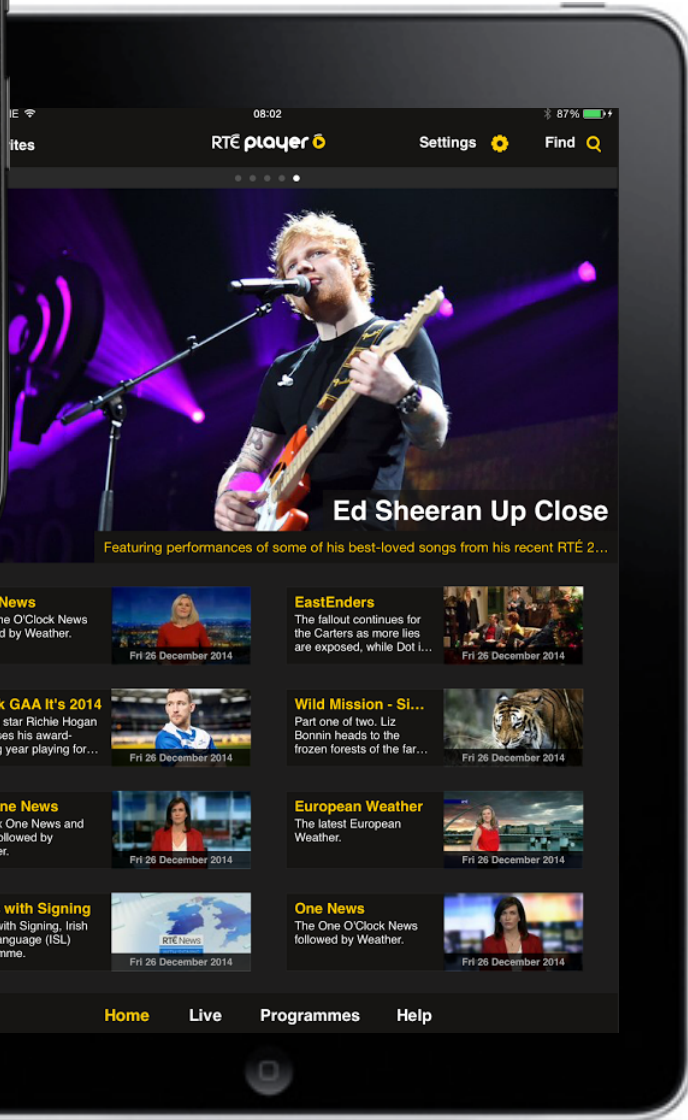 08:02
87%
RTÉ player
Settings
Find
Ed Sheeran Up Close
Featuring performances of some of his best-loved songs from his recent RTÉ 2...
News
O'Clock News
by Weather.
Fri 26 December 2014
EastEnders
The fallout continues for
the Carters as more lies
are exposed, while Dot i...
Fri 26 December 2014
GAA It's 2014
star Richie Hogan
his award-
year playing for...
Fri 26 December 2014
Wild Mission - Si...
Part one of two. Liz
Bonnin heads to the
frozen forests of the far...
Fri 26 December 2014
News
One News and
followed by
Fri 26 December 2014
European Weather
The latest European
Weather.
Fri 26 December 2014
with Signing
with Signing, Irish
Language (ISL)
RTÉ News
Fri 26 December 2014
One News
The One O'Clock News
followed by Weather.
Fri 26 December 2014
Home
Live
Programmes
Help